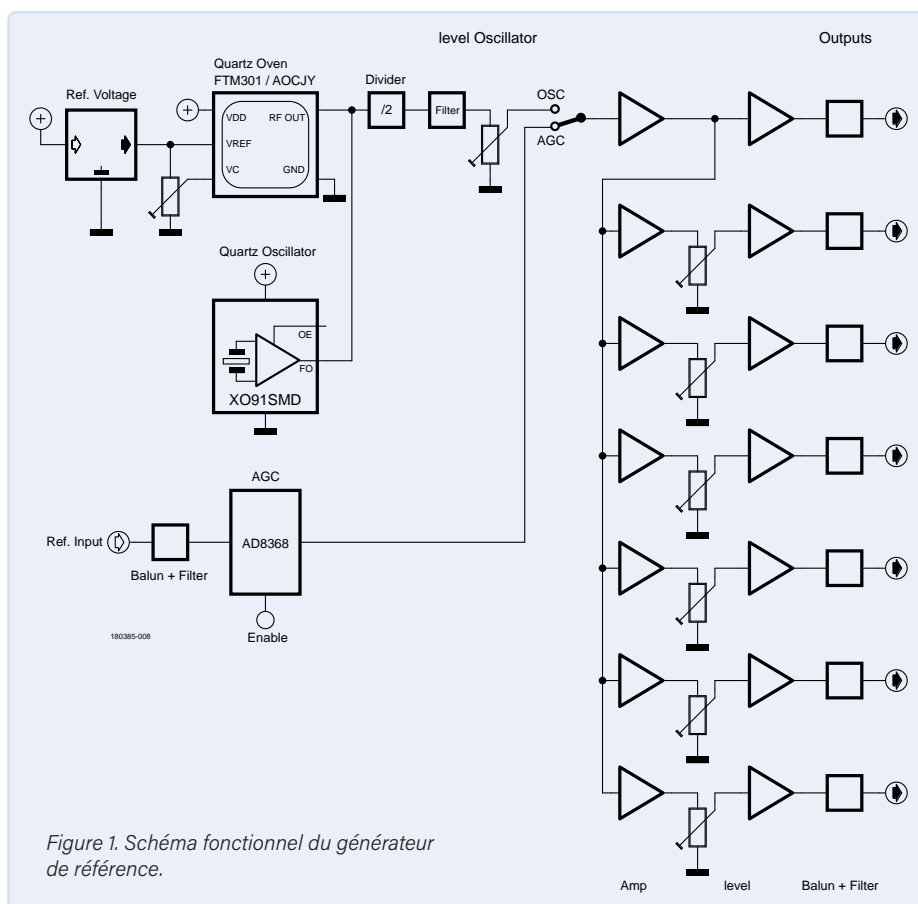 level Oscillator
Outputs
Quartz Oven
FTM301 / AOCJY
Divider
Ref. Voltage
OSC
VDD
RF OUT
/2
Filter
VREF
AGC
VC
GND
Quartz Oscillator
OE
FO
XO91SMD
AGC
Ref. Input
AD8368
Balun + Filter
Enable
180385-008
Figure 1. Schéma fonctionnel du générateur
de référence.
Amp
level
Balun + Filter